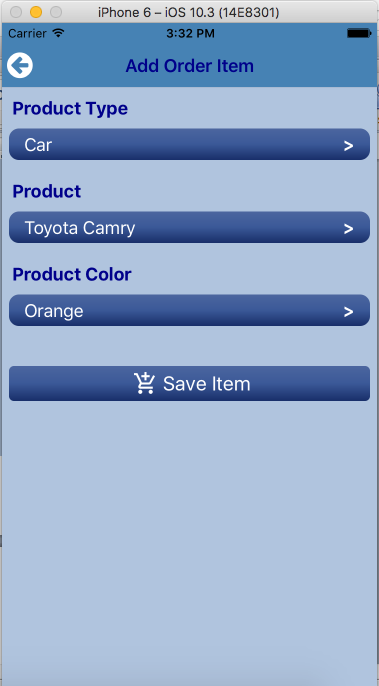 iPhone 6 – iOS 10.3 (14E8301)
Carrier 3:32 PM
Add Order Item
Product Type
Car >
Product
Toyota Camry >
Product Color
Orange >
Save Item